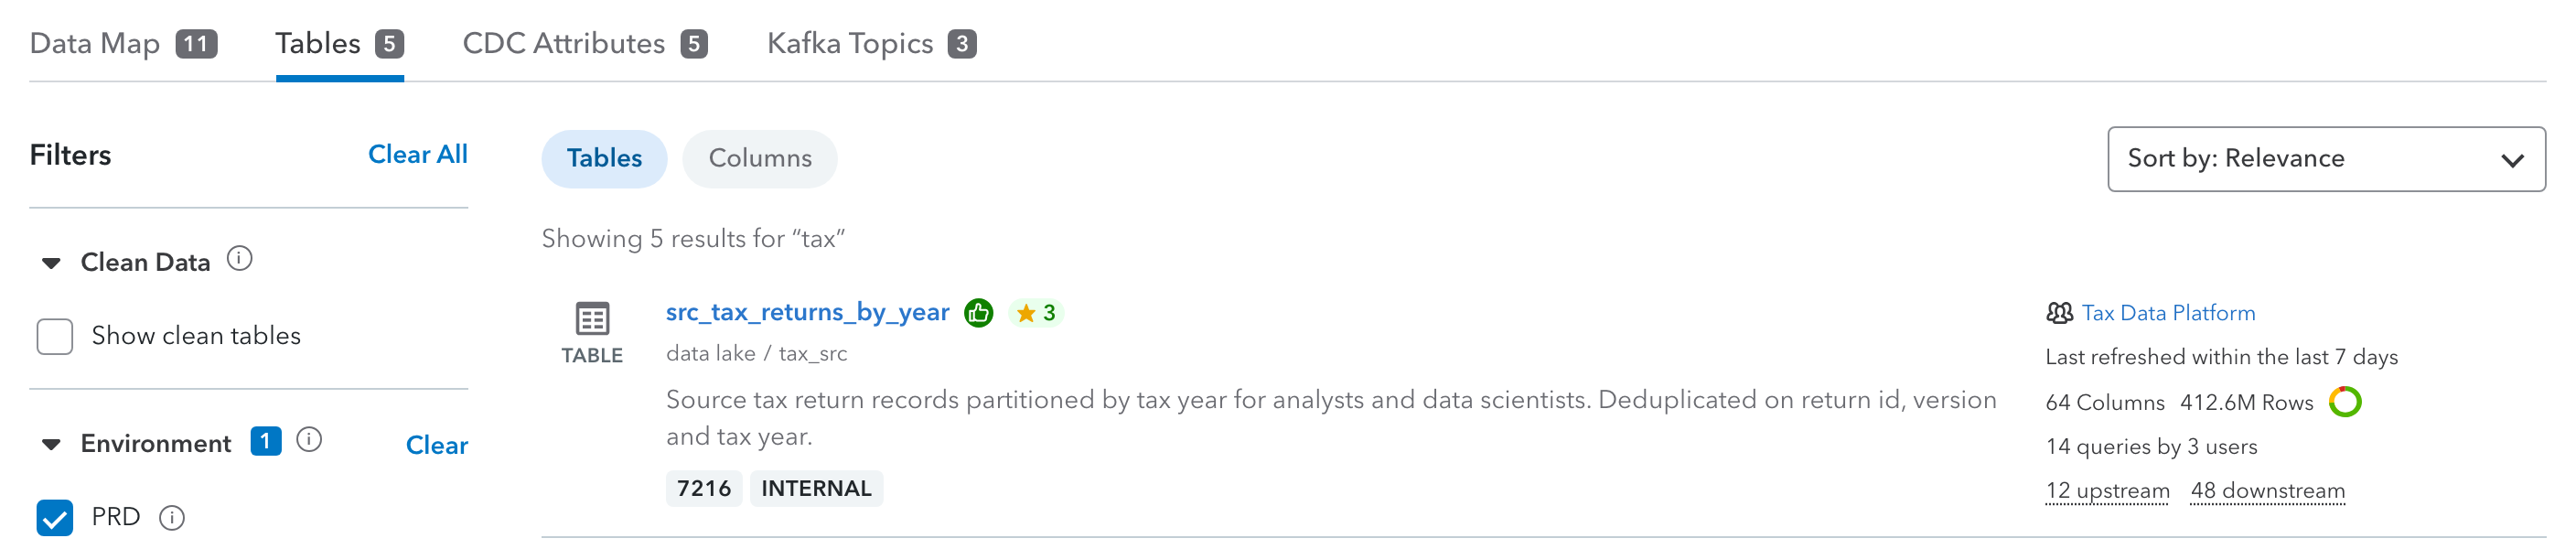 Data Map 11 Tables 5 CDC Attributes 5 Kafka Topics 3
Filters Clear All
Clean Data
Show clean tables
Environment 1 Clear
PRD
Tables Columns
Sort by: Relevance
Showing 5 results for “tax”
TABLE
src_tax_returns_by_year 3
data lake / tax_src
Source tax return records partitioned by tax year for analysts and data scientists. Deduplicated on return id, version
and tax year.
7216 INTERNAL
Tax Data Platform
Last refreshed within the last 7 days
64 Columns 412.6M Rows
14 queries by 3 users
12 upstream 48 downstream